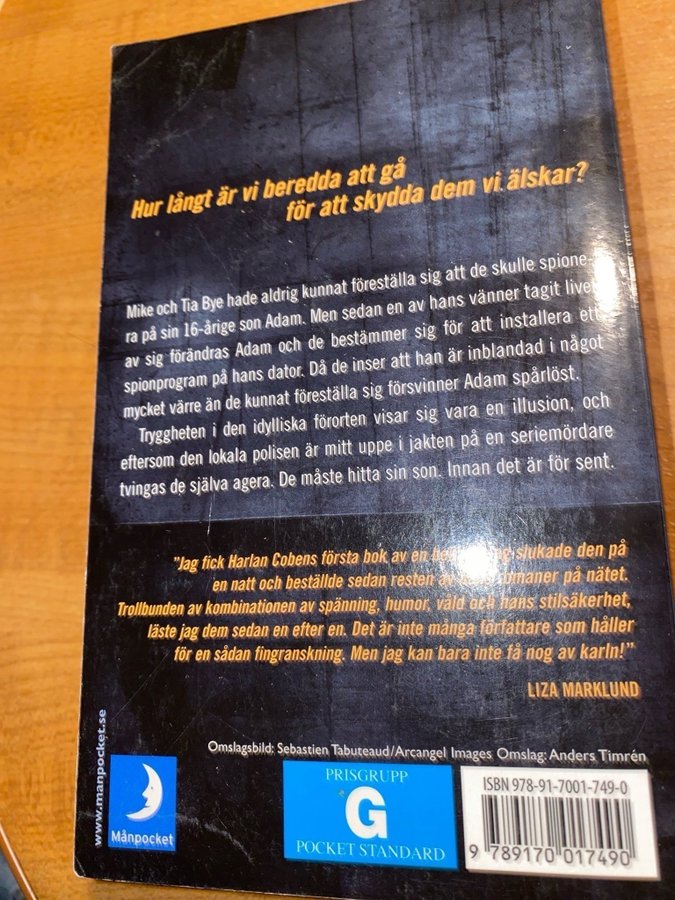 Hur långt är vi beredda att gå
för att skydda dem vi älskar?
Mike och Tia Bye hade aldrig kunnat föreställa sig att de skulle spione-
ra på sin 16-årige son Adam. Men sedan en av hans vänner tagit livet
av sig förändras Adam och de bestämmer sig för att installera ett
spionprogram på hans dator. Då de inser att han är inblandad i något
mycket värre än de kunnat föreställa sig försvinner Adam spårlöst.
Tryggheten i den idylliska förorten visar sig vara en illusion, och
eftersom den lokala polisen är mitt uppe i jakten på en seriemördare
tvingas de själva agera. De måste hitta sin son. Innan det är för sent.
"Jag fick Harlan Cobens första bok av en slukade den på
en natt och beställde sedan resten av romaner på nätet.
Trollbunden av kombinationen av spänning, humor, våld och hans stilsäkerhet,
läste jag dem sedan en efter en. Det är inte många författare som håller
för en sådan fingranskning. Men jag kan bara inte få nog av karln!"
LIZA MARKLUND
Omslagsbild: Sebastien Tabuteaud/Arcangel Images Omslag: Anders Timrén
www.manpocket.se
Månpocket
PRISGRUPP
G
POCKET STANDARD
ISBN 978-91-7001-749-0
9 789170 017490